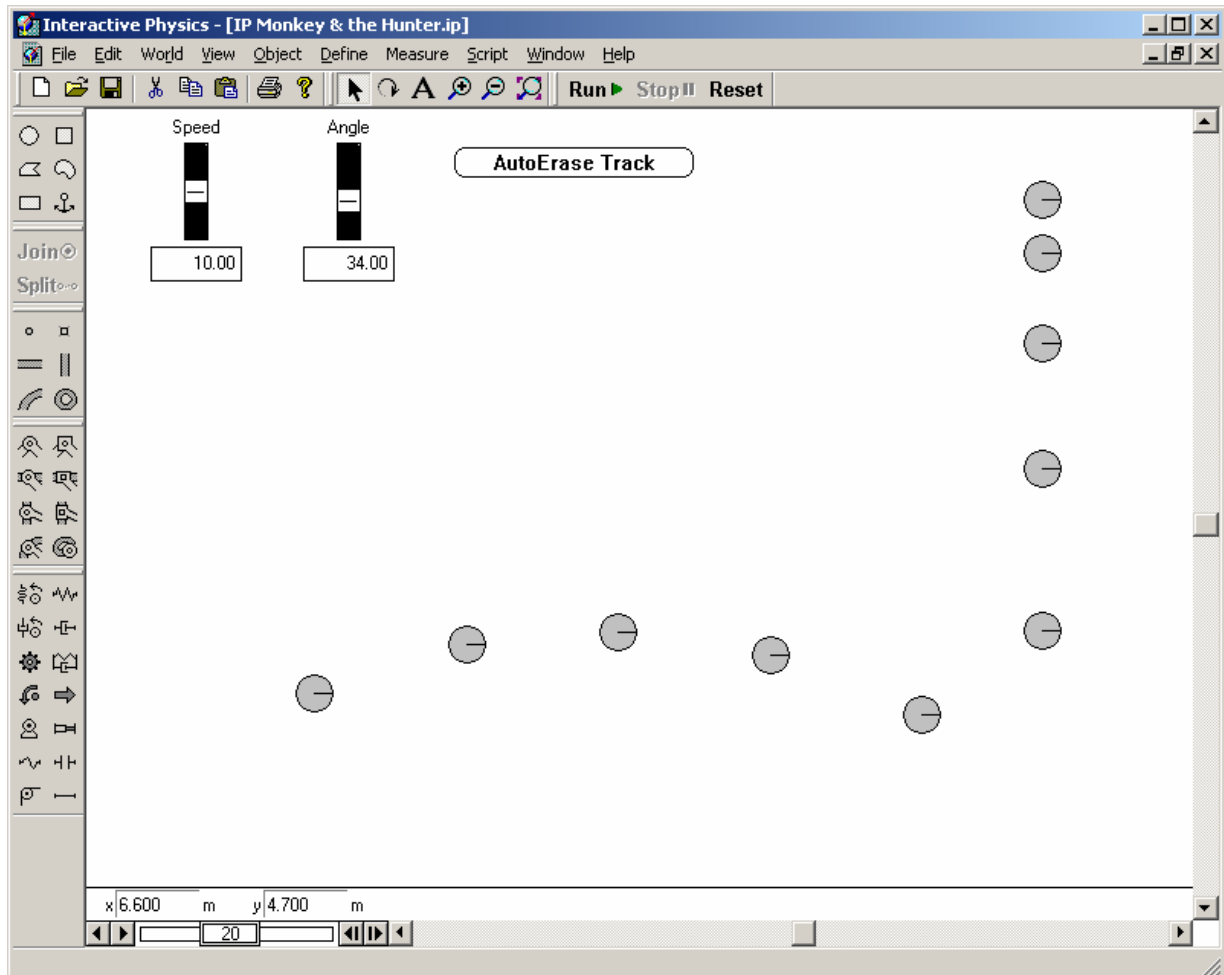 Interactive Physics - [IP Monkey & the Hunter.ip]
File Edit World View Object Define Measure Script Window Help
A Run Stop Reset
Speed Angle
AutoErase Track
10.00 34.00
Join
Split
x 6.600 m y 4.700 m
20